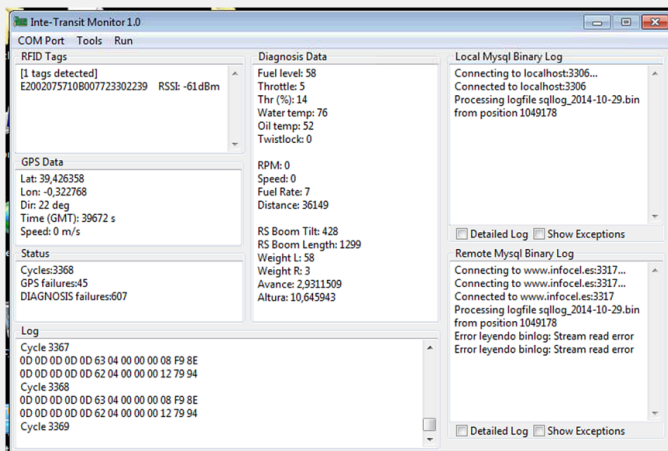 Inte-Transit Monitor 1.0
COM Port Tools Run
RFID Tags
[1 tags detected]
E2002075710B007723302239 RSSI: -61dBm
GPS Data
Lat: 39,426358
Lon: -0,322768
Dir: 22 deg
Time (GMT): 39672 s
Speed: 0 m/s
Status
Cycles:3368
GPS failures:45
DIAGNOSIS failures:607
Diagnosis Data
Fuel level: 58
Throttle: 5
Thr (%): 14
Water temp: 76
Oil temp: 52
Twistlock: 0
RPM: 0
Speed: 0
Fuel Rate: 7
Distance: 36149
RS Boom Tilt: 428
RS Boom Length: 1299
Weight L: 58
Weight R: 3
Avance: 2,9311509
Altura: 10,645943
Local Mysql Binary Log
Connecting to localhost:3306...
Connected to localhost:3306
Processing logfile sqllog_2014-10-29.bin
from position 1049178
Detailed Log Show Exceptions
Remote Mysql Binary Log
Connecting to www.infocel.es:3317...
Connecting to www.infocel.es:3317...
Connected to www.infocel.es:3317
Processing logfile sqllog_2014-10-29.bin
from position 1049178
Error leyendo binlog: Stream read error
Error leyendo binlog: Stream read error
Detailed Log Show Exceptions
Log
Cycle 3367
0D 0D 0D 0D 0D 63 04 00 00 00 08 F9 8E
0D 0D 0D 0D 0D 62 04 00 00 00 12 79 94
Cycle 3368
0D 0D 0D 0D 0D 63 04 00 00 00 08 F9 8E
0D 0D 0D 0D 0D 62 04 00 00 00 12 79 94
Cycle 3369